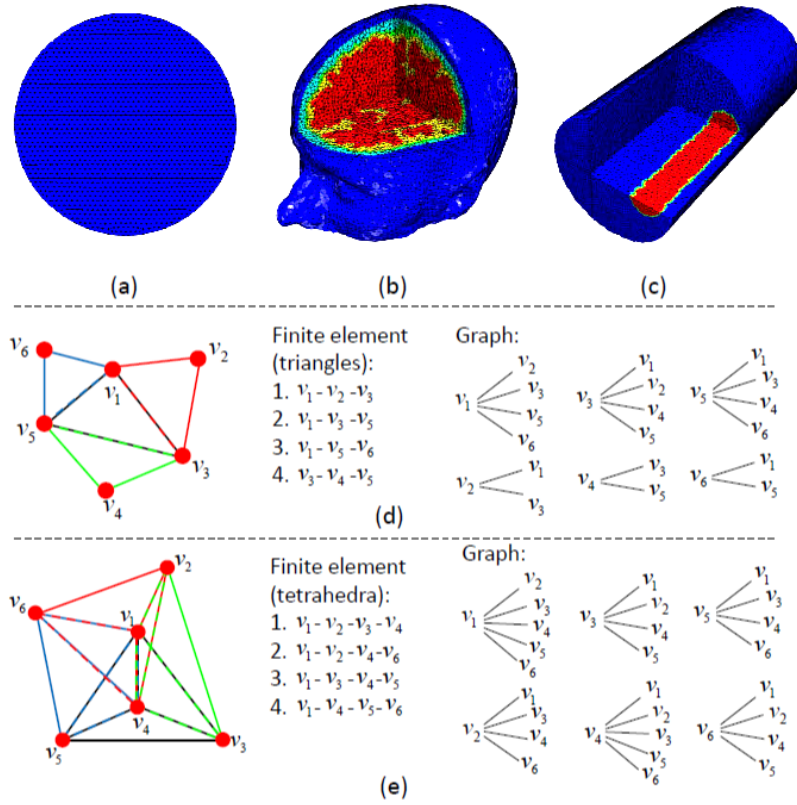 (a) (b) (c)
v6 v2 v1 v5 v3 v4
Finite element
(triangles):
1. v1 - v2 - v3
2. v1 - v3 - v5
3. v1 - v5 - v6
4. v3 - v4 - v5
Graph:
v1 v2 v3 v5 v6
v3 v1 v2 v4 v5
v5 v1 v3 v4 v6
v2 v1 v3
v4 v3 v5
v6 v1 v5
(d)
v2 v6 v1 v4 v5 v3
Finite element
(tetrahedra):
1. v1 - v2 - v3 - v4
2. v1 - v2 - v4 - v6
3. v1 - v3 - v4 - v5
4. v1 - v4 - v5 - v6
Graph:
v1 v2 v3 v4 v5 v6
v3 v1 v2 v4 v5
v5 v1 v3 v4 v6
v2 v1 v3 v4 v6
v4 v1 v2 v3 v5 v6
v6 v1 v2 v4 v5
(e)